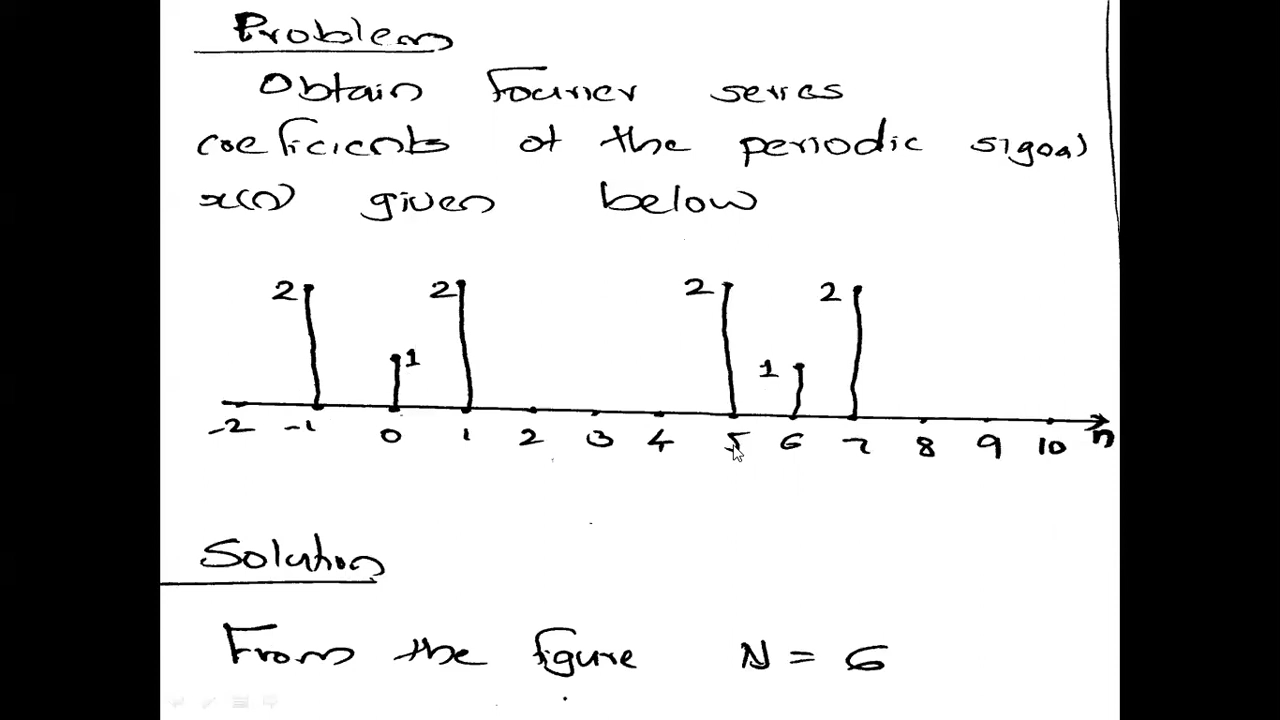 Problem
Obtain Fourier series
coeficients of the periodic signal
x(n) given below
2 2 2 2
1 1
-2 -1 0 1 2 3 4 5 6 7 8 9 10 n
Solution
From the figure N = 6